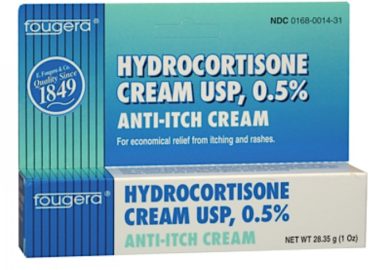 fougera®
NDC 0168-0014-31
E. Fougera & Co.
Quality Since
1849
HYDROCORTISONE
CREAM USP, 0.5%
ANTI-ITCH CREAM
For economical relief from itching and rashes.
fougera®
HYDROCORTISONE
CREAM USP, 0.5%
ANTI-ITCH CREAM
NET WT 28.35 g (1 Oz)